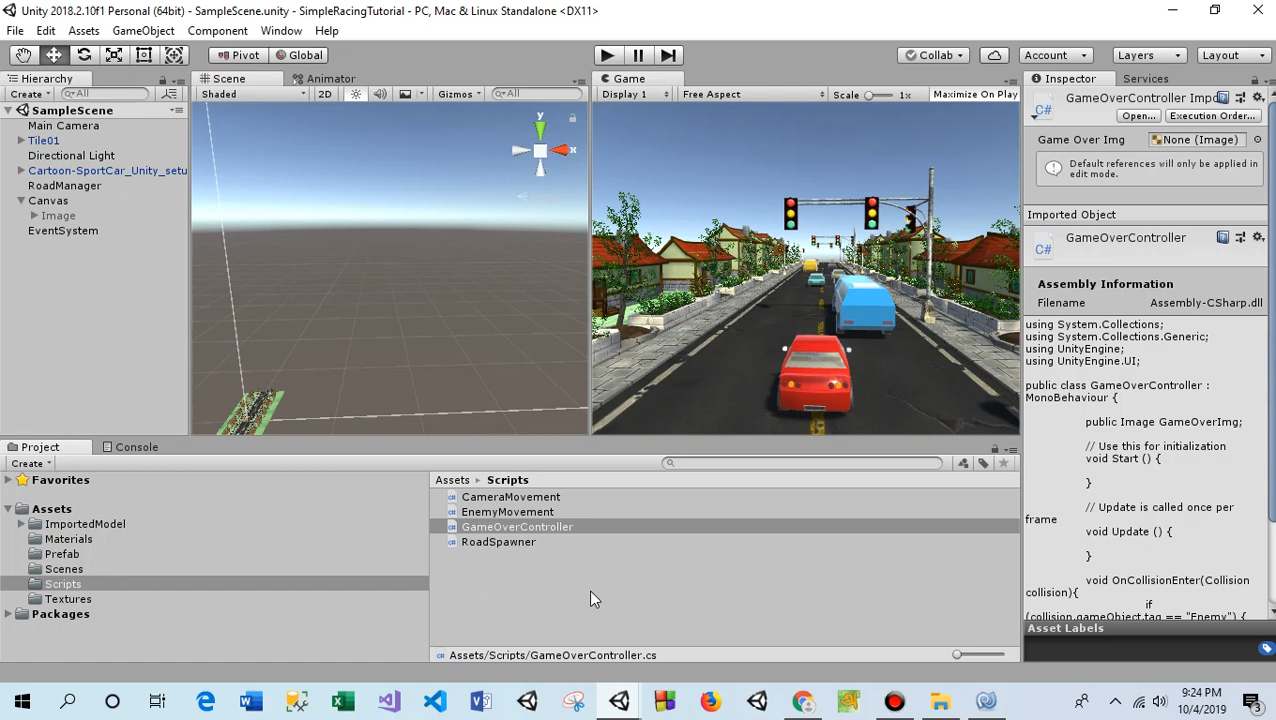 Unity 2018.2.10f1 Personal (64bit) - SampleScene.unity - SimpleRacingTutorial - PC, Mac & Linux Standalone <DX11>
File Edit Assets GameObject Component Window Help
Pivot Global Collab Account Layers Layout
Hierarchy Scene Animator Game Inspector Services
Create All Shaded 2D Gizmos All Display 1 Free Aspect Scale 1x Maximize On Play
SampleScene
Main Camera
Tile01
Directional Light
Cartoon-SportCar_Unity_setu
RoadManager
Canvas
Image
EventSystem
y
x
GameOverController Impo
Open... Execution Order...
Game Over Img None (Image)
Default references will only be applied in
edit mode.
Imported Object
GameOverController
Assembly Information
Filename Assembly-CSharp.dll
using System.Collections;
using System.Collections.Generic;
using UnityEngine;
using UnityEngine.UI;
public class GameOverController :
MonoBehaviour {
public Image GameOverImg;
// Use this for initialization
void Start () {
}
// Update is called once per
frame
void Update () {
}
void OnCollisionEnter(Collision
collision){
if
(collision.gameObject.tag == "Enemy") {
Asset Labels
Project Console
Create
Favorites
Assets
ImportedModel
Materials
Prefab
Scenes
Scripts
Textures
Packages
Assets Scripts
CameraMovement
EnemyMovement
GameOverController
RoadSpawner
Assets/Scripts/GameOverController.cs
9:24 PM
10/4/2019
3